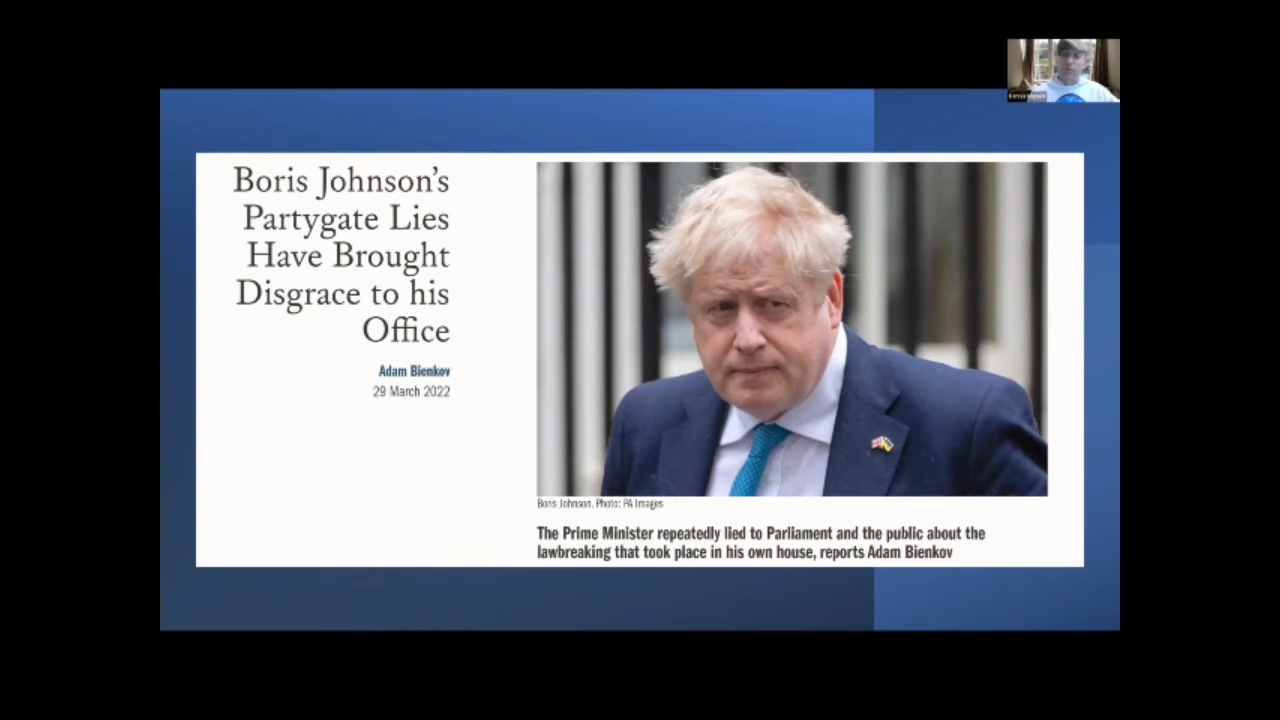 Boris Johnson's
Partygate Lies
Have Brought
Disgrace to his
Office
Adam Bienkov
29 March 2022
Boris Johnson. Photo: PA Images
The Prime Minister repeatedly lied to Parliament and the public about the
lawbreaking that took place in his own house, reports Adam Bienkov